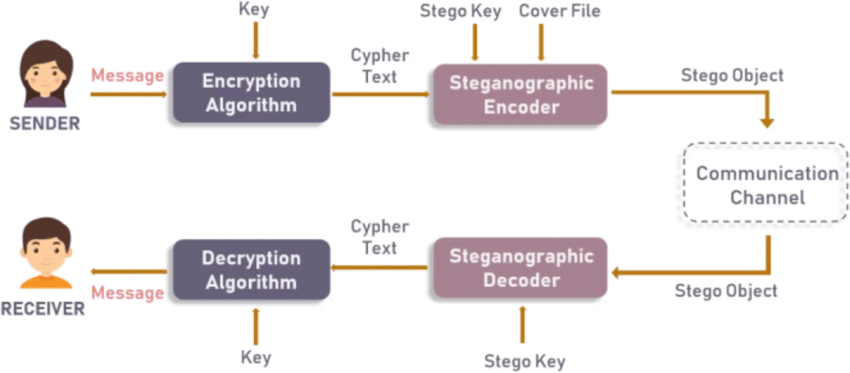 Key
Stego Key
Cover File
Message
Encryption
Algorithm
Cypher
Text
Steganographic
Encoder
Stego Object
SENDER
Communication
Channel
RECEIVER
Message
Decryption
Algorithm
Cypher
Text
Steganographic
Decoder
Stego Object
Key
Stego Key